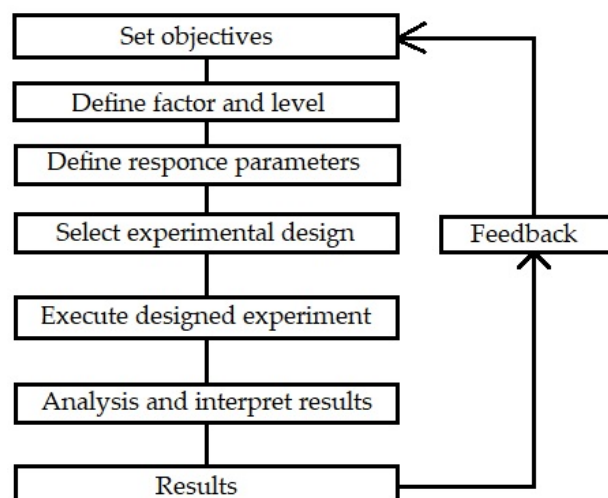 Set objectives
Define factor and level
Define responce parameters
Select experimental design
Feedback
Execute designed experiment
Analysis and interpret results
Results